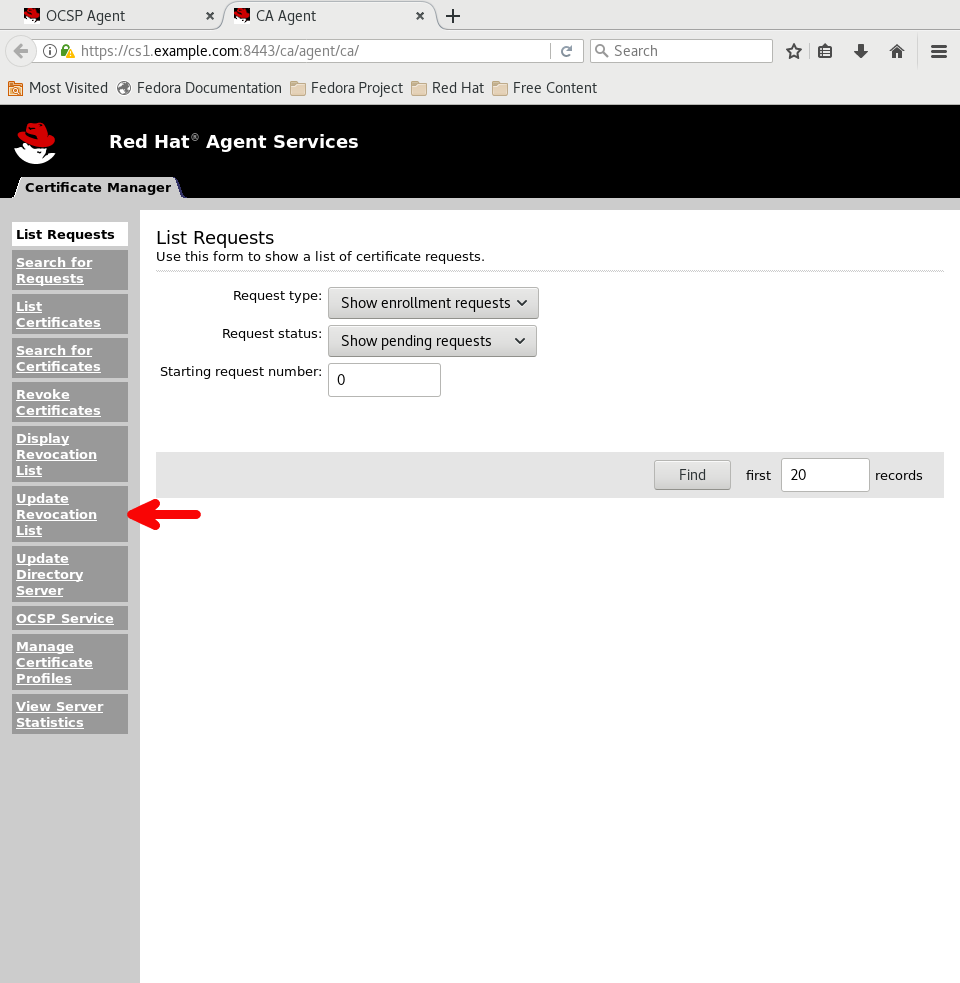 OCSP Agent
CA Agent
https://cs1.example.com:8443/ca/agent/ca/
Search
Most Visited
Fedora Documentation
Fedora Project
Red Hat
Free Content
Red Hat® Agent Services
Certificate Manager
List Requests
Search for
Requests
List
Certificates
Search for
Certificates
Revoke
Certificates
Display
Revocation
List
Update
Revocation
List
Update
Directory
Server
OCSP Service
Manage
Certificate
Profiles
View Server
Statistics
List Requests
Use this form to show a list of certificate requests.
Request type: Show enrollment requests
Request status: Show pending requests
Starting request number: 0
Find first 20 records